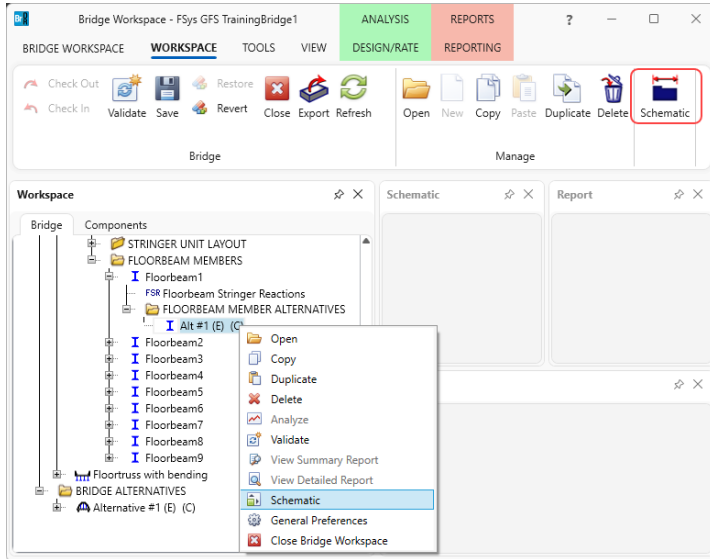 Br Bridge Workspace - FSys GFS TrainingBridge1 ANALYSIS REPORTS ?
BRIDGE WORKSPACE WORKSPACE TOOLS VIEW DESIGN/RATE REPORTING
Check Out
Check In
Validate Save
Restore
Revert
Close Export Refresh
Open New Copy Paste Duplicate Delete Schematic
Bridge Manage
Workspace Schematic Report
Bridge Components
STRINGER UNIT LAYOUT
FLOORBEAM MEMBERS
Floorbeam1
FSR Floorbeam Stringer Reactions
FLOORBEAM MEMBER ALTERNATIVES
Alt #1 (E) (C)
Floorbeam2
Floorbeam3
Floorbeam4
Floorbeam5
Floorbeam6
Floorbeam7
Floorbeam8
Floorbeam9
Floortruss with bending
BRIDGE ALTERNATIVES
Alternative #1 (E) (C)
Open
Copy
Duplicate
Delete
Analyze
Validate
View Summary Report
View Detailed Report
Schematic
General Preferences
Close Bridge Workspace